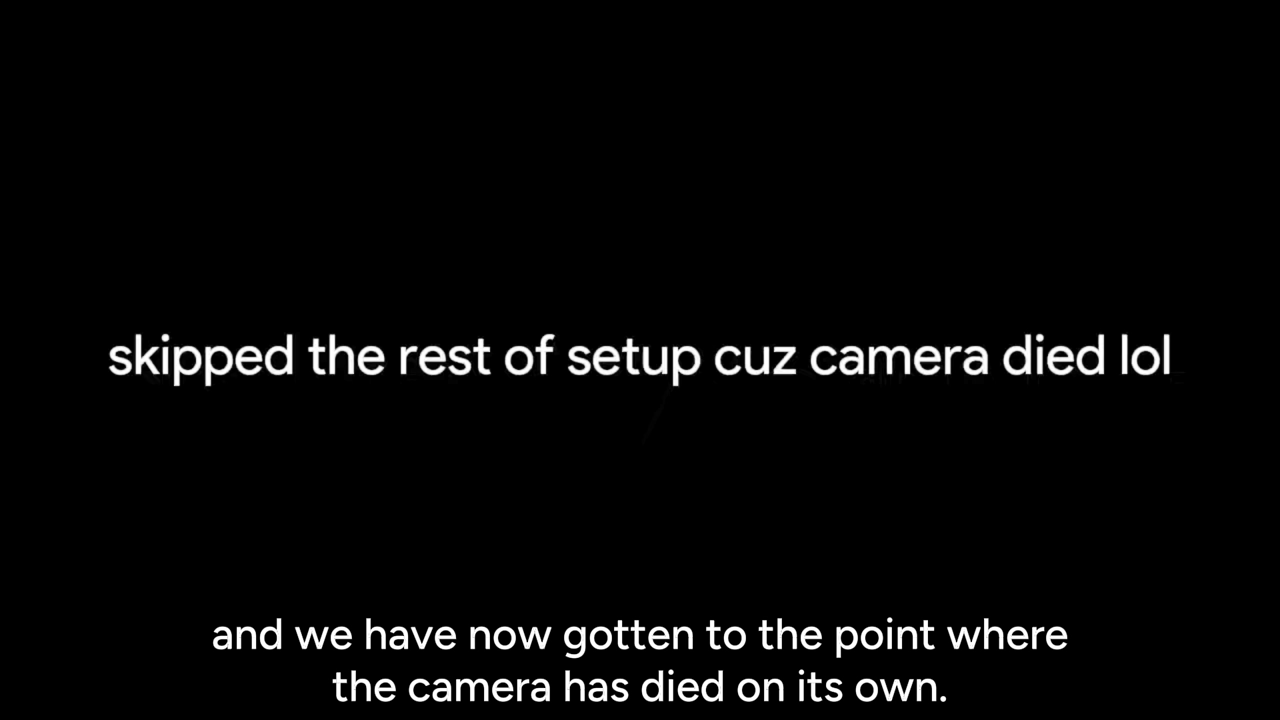 skipped the rest of setup cuz camera died lol
and we have now gotten to the point where
the camera has died on its own.